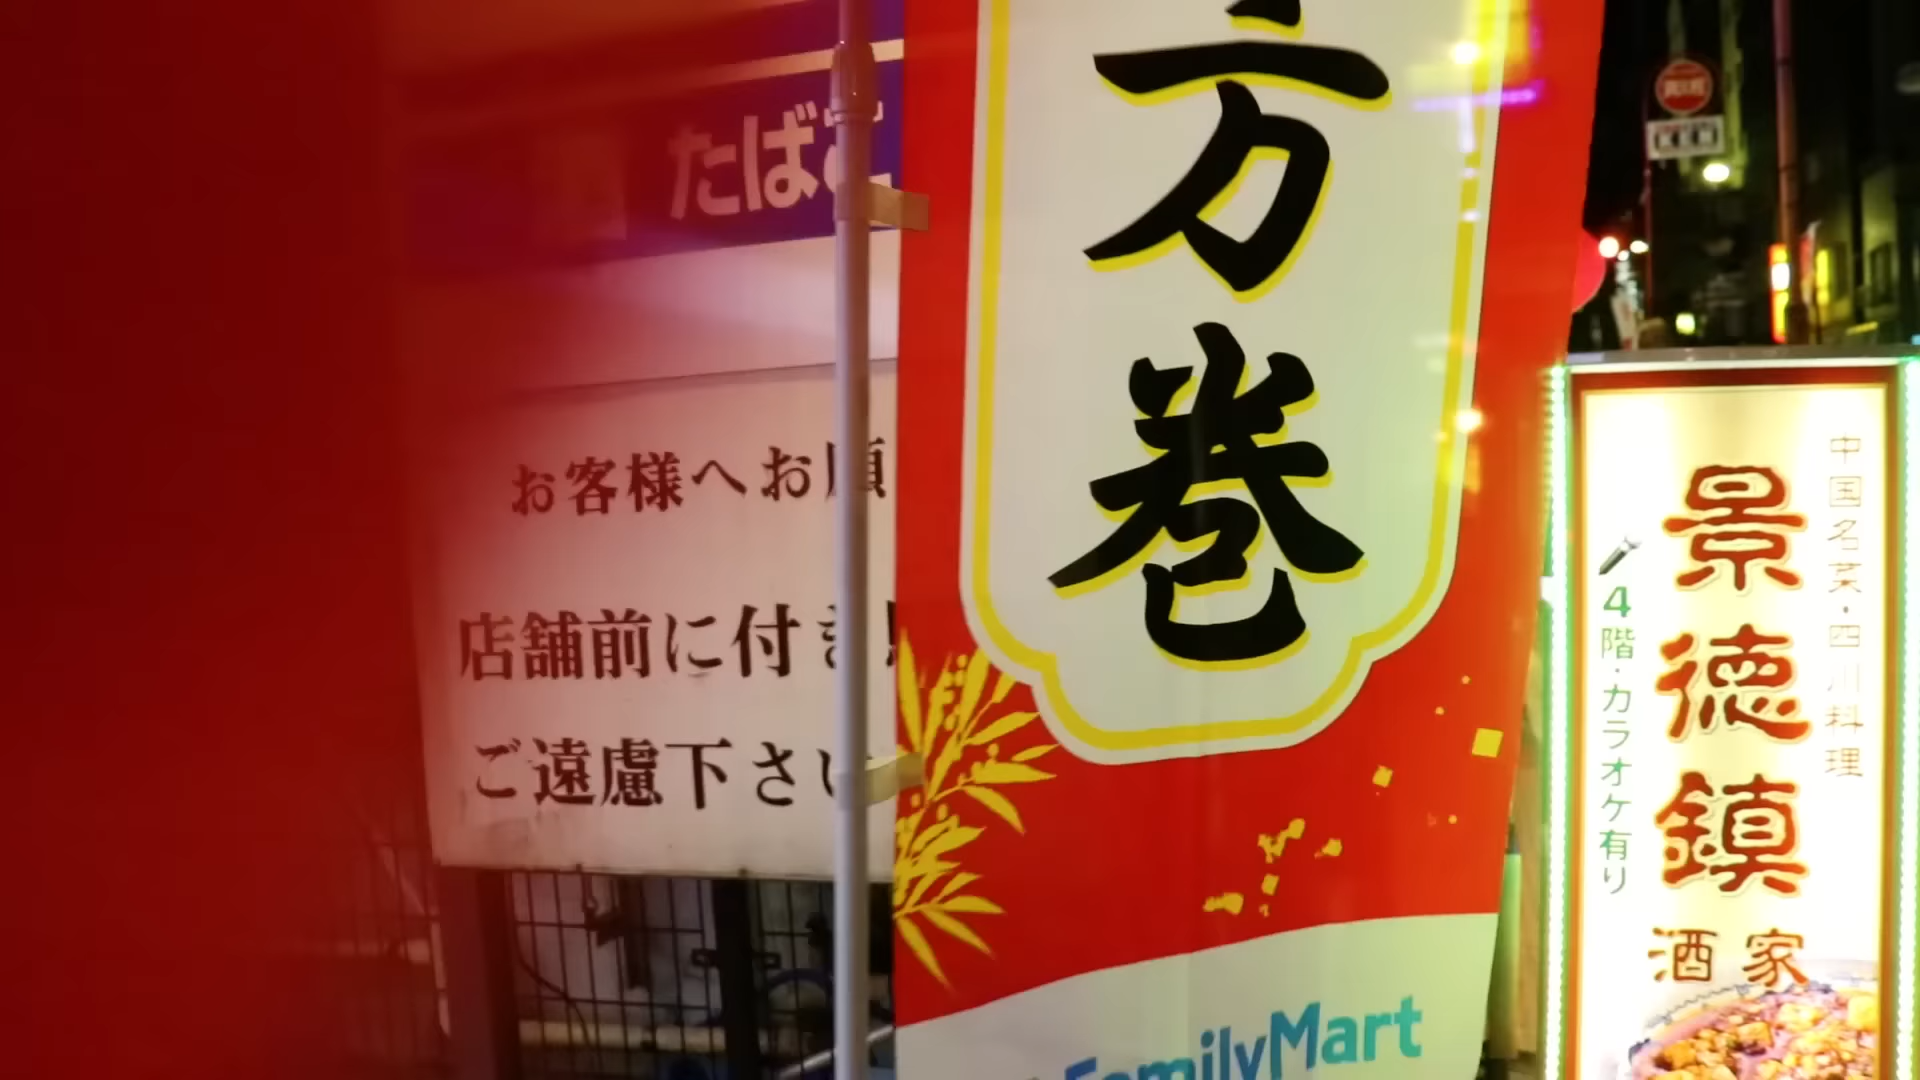 たばこ
お客様へお願
店舗前に付き
ご遠慮下さい
方巻
FamilyMart
中国名菜・四川料理
景德鎮
酒家
4階・カラオケ有り